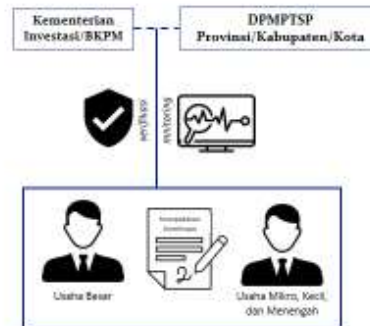 Kementerian
Investasi/BKPM
DPMPTSP
Provinsi/Kabupaten/Kota
verifikasi
monitoring
Usaha Besar
Usaha Mikro, Kecil,
dan Menengah